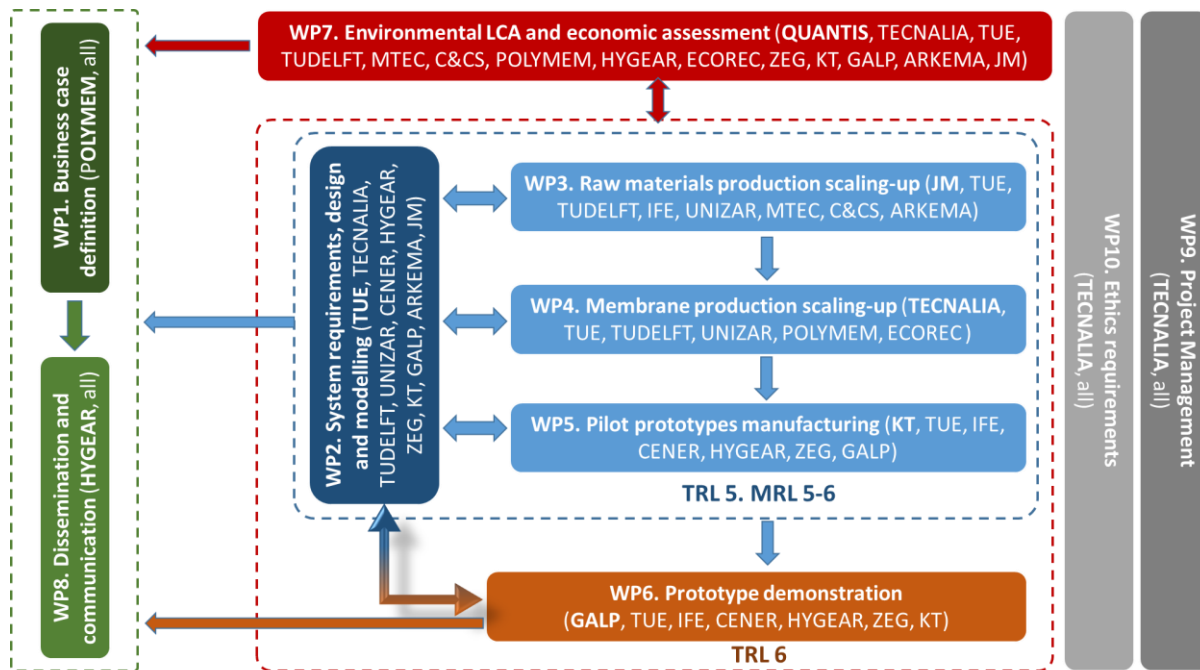 WP7. Environmental LCA and economic assessment (QUANTIS, TECNALIA, TUE,
TUDELFT, MTEC, C&CS, POLYMEM, HYGEAR, ECOREC, ZEG, KT, GALP, ARKEMA, JM)
WP1. Business case
definition (POLYMEM, all)
WP8. Dissemination and
communication (HYGEAR, all)
WP2. System requirements, design
and modelling (TUE, TECNALIA,
TUDELFT, UNIZAR, CENER, HYGEAR,
ZEG, KT, GALP, ARKEMA, JM)
WP3. Raw materials production scaling-up (JM, TUE,
TUDELFT, IFE, UNIZAR, MTEC, C&CS, ARKEMA)
WP4. Membrane production scaling-up (TECNALIA,
TUE, TUDELFT, UNIZAR, POLYMEM, ECOREC )
WP5. Pilot prototypes manufacturing (KT, TUE, IFE,
CENER, HYGEAR, ZEG, GALP)
TRL 5. MRL 5-6
WP6. Prototype demonstration
(GALP, TUE, IFE, CENER, HYGEAR, ZEG, KT)
TRL 6
WP10. Ethics requirements
(TECNALIA, all)
WP9. Project Management
(TECNALIA, all)